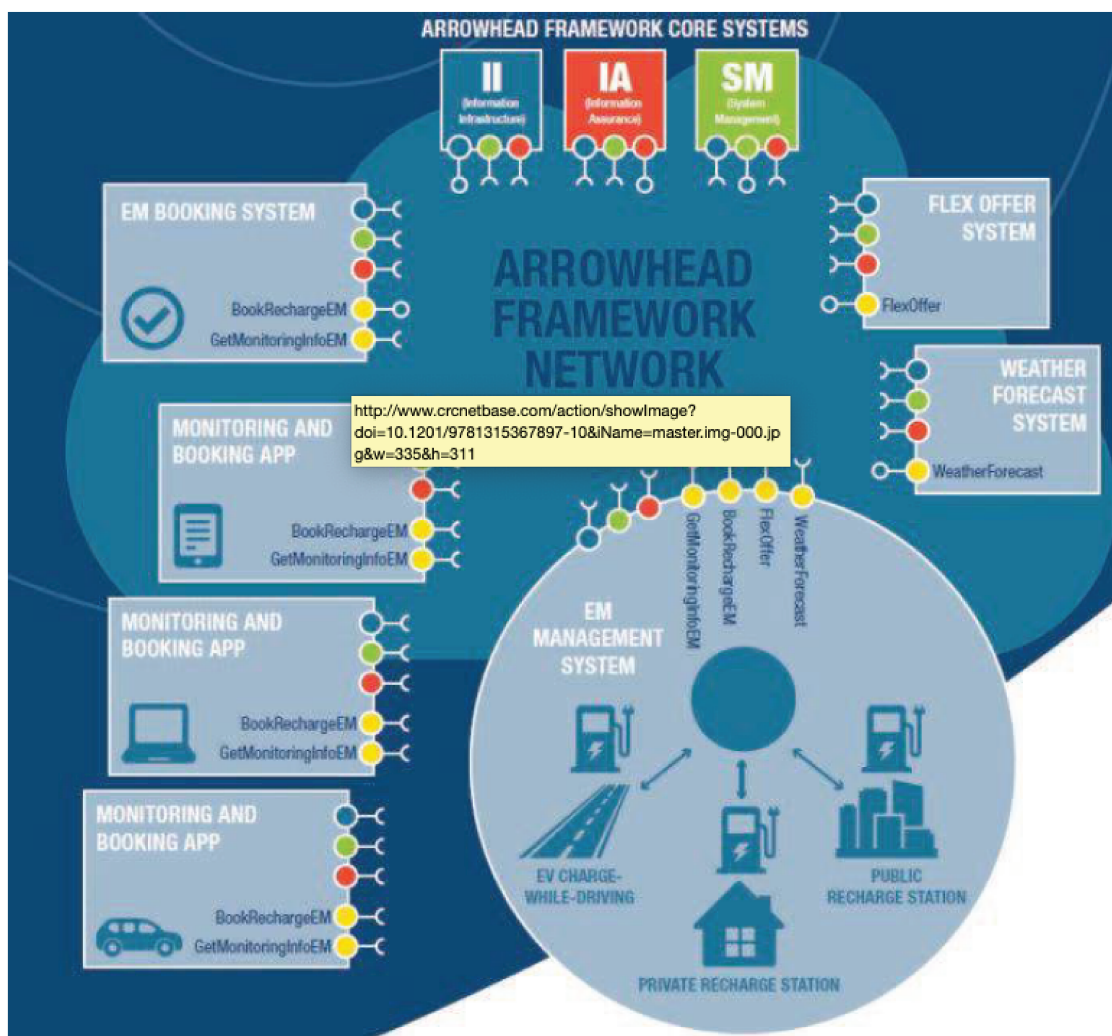 ARROWHEAD FRAMEWORK CORE SYSTEMS
II
(Information
Infrastructure)
IA
(Information
Assurance)
SM
(System
Management)
EM BOOKING SYSTEM
BookRechargeEM
GetMonitoringInfoEM
FLEX OFFER
SYSTEM
FlexOffer
ARROWHEAD
FRAMEWORK
NETWORK
WEATHER
FORECAST
SYSTEM
WeatherForecast
http://www.crcnetbase.com/action/showImage?
doi=10.1201/9781315367897-10&iName=master.img-000.jp
g&w=335&h=311
MONITORING AND
BOOKING APP
BookRechargeEM
GetMonitoringInfoEM
GetMonitoringInfoEM
BookRechargeEM
FlexOffer
WeatherForecast
EM
MANAGEMENT
SYSTEM
MONITORING AND
BOOKING APP
BookRechargeEM
GetMonitoringInfoEM
MONITORING AND
BOOKING APP
BookRechargeEM
GetMonitoringInfoEM
EV CHARGE-
WHILE-DRIVING
PUBLIC
RECHARGE STATION
PRIVATE RECHARGE STATION